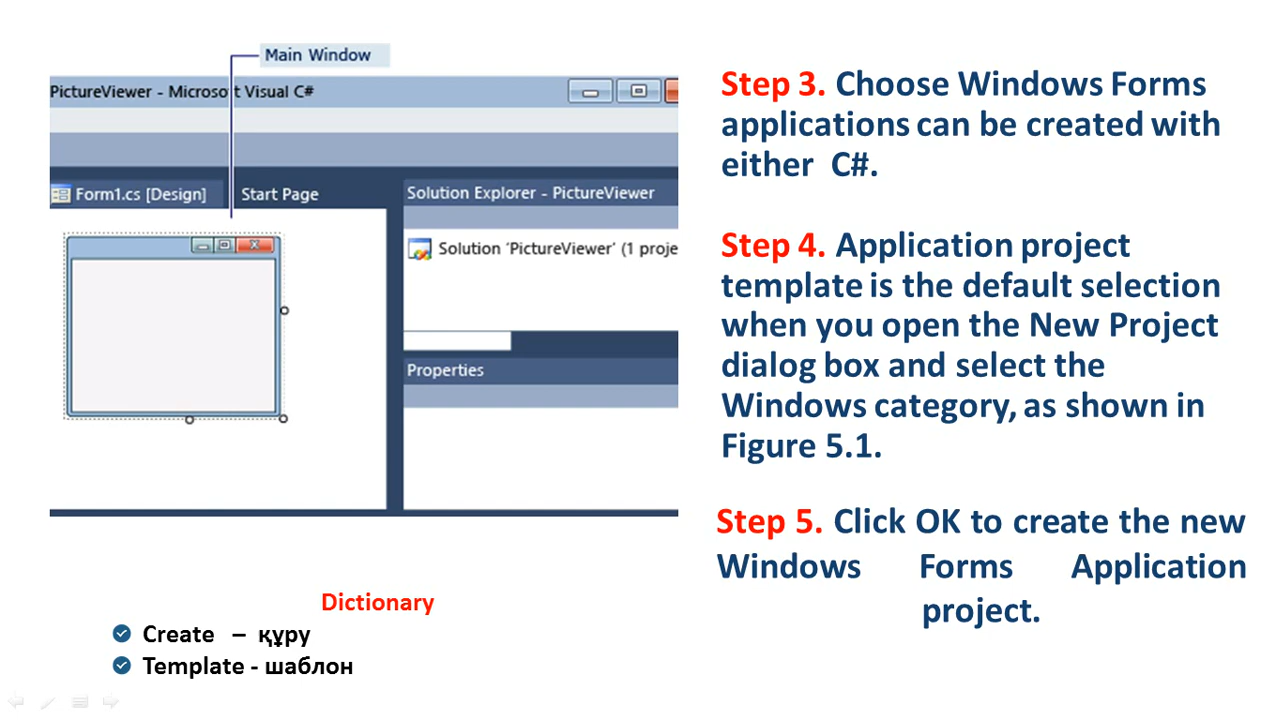 Main Window
PictureViewer - Microsoft Visual C#
Form1.cs [Design]
Start Page
Solution Explorer - PictureViewer
Solution 'PictureViewer' (1 proje
Properties
Step 3. Choose Windows Forms
applications can be created with
either C#.
Step 4. Application project
template is the default selection
when you open the New Project
dialog box and select the
Windows category, as shown in
Figure 5.1.
Step 5. Click OK to create the new
Windows Forms Application
project.
Dictionary
Create – құру
Template - шаблон